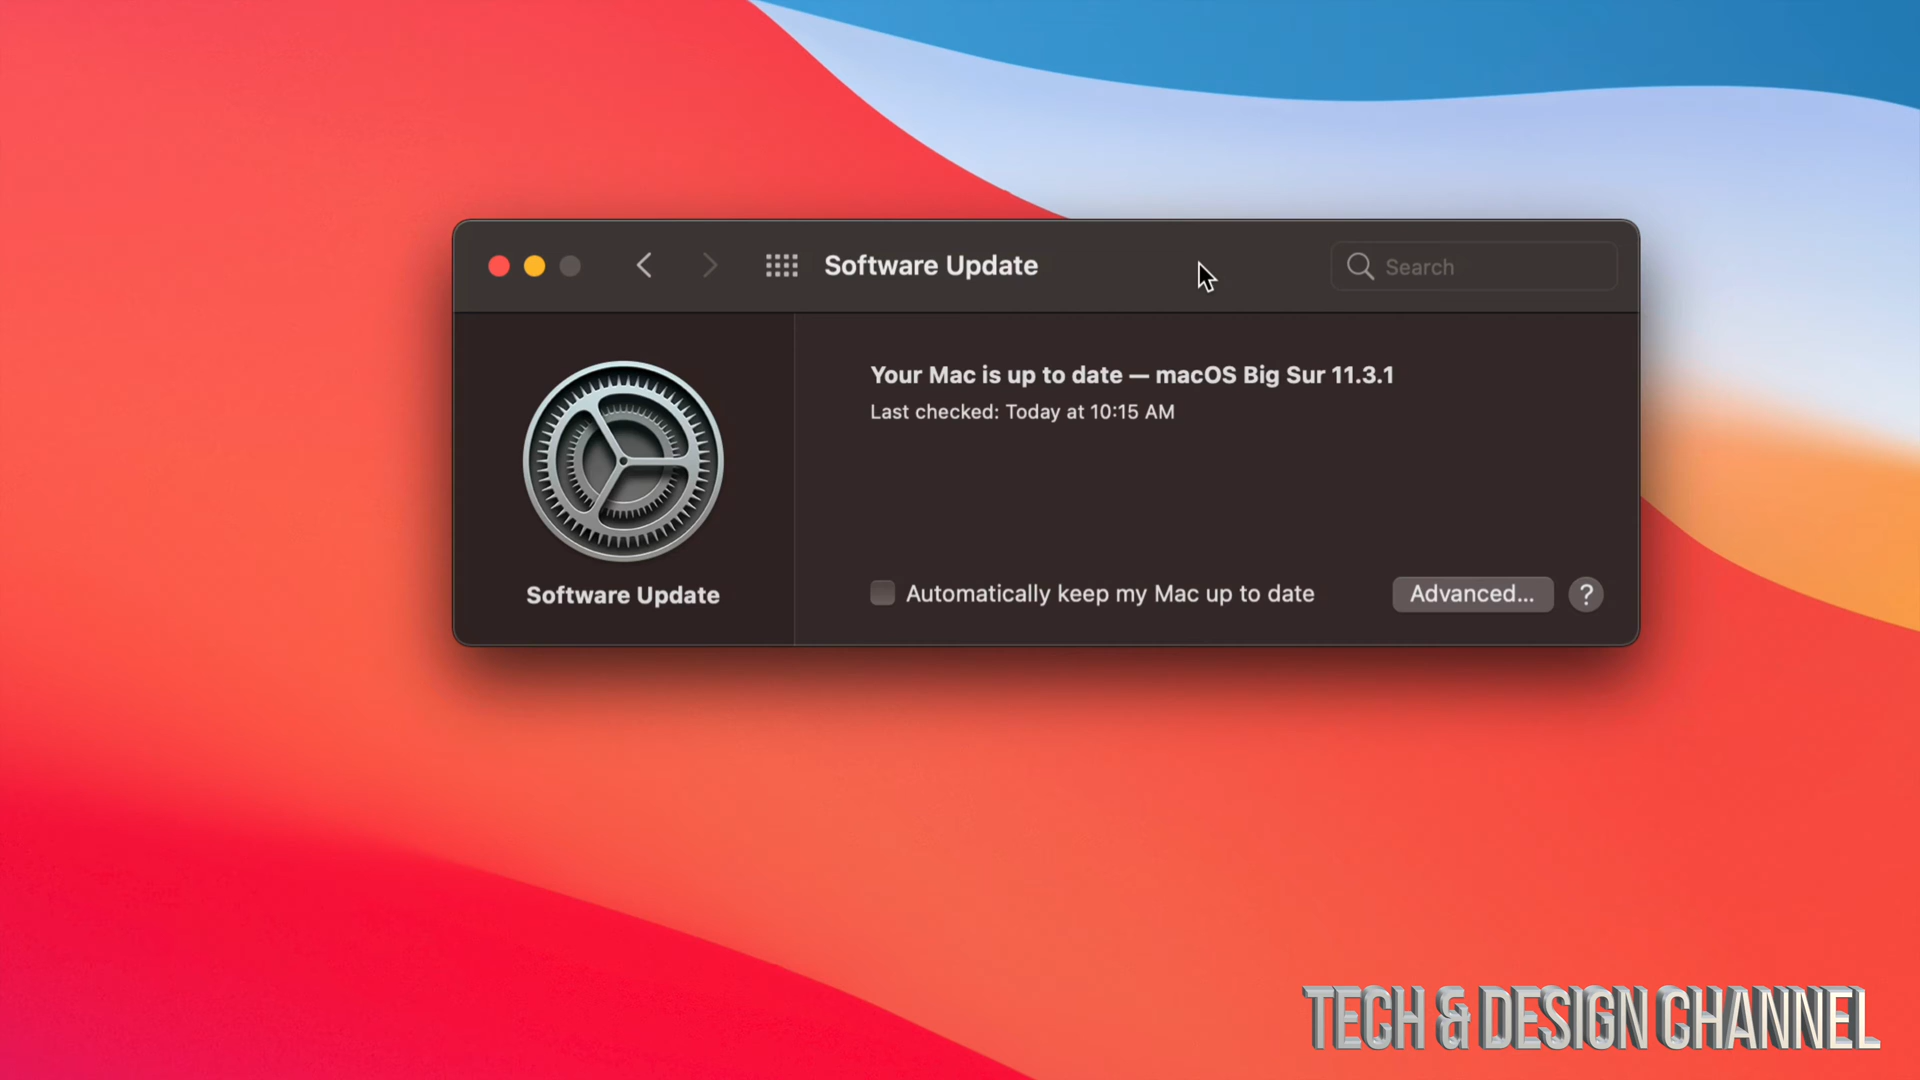 Software Update
Search
Your Mac is up to date — macOS Big Sur 11.3.1
Last checked: Today at 10:15 AM
Software Update
Automatically keep my Mac up to date
Advanced...
?
TECH & DESIGN CHANNEL